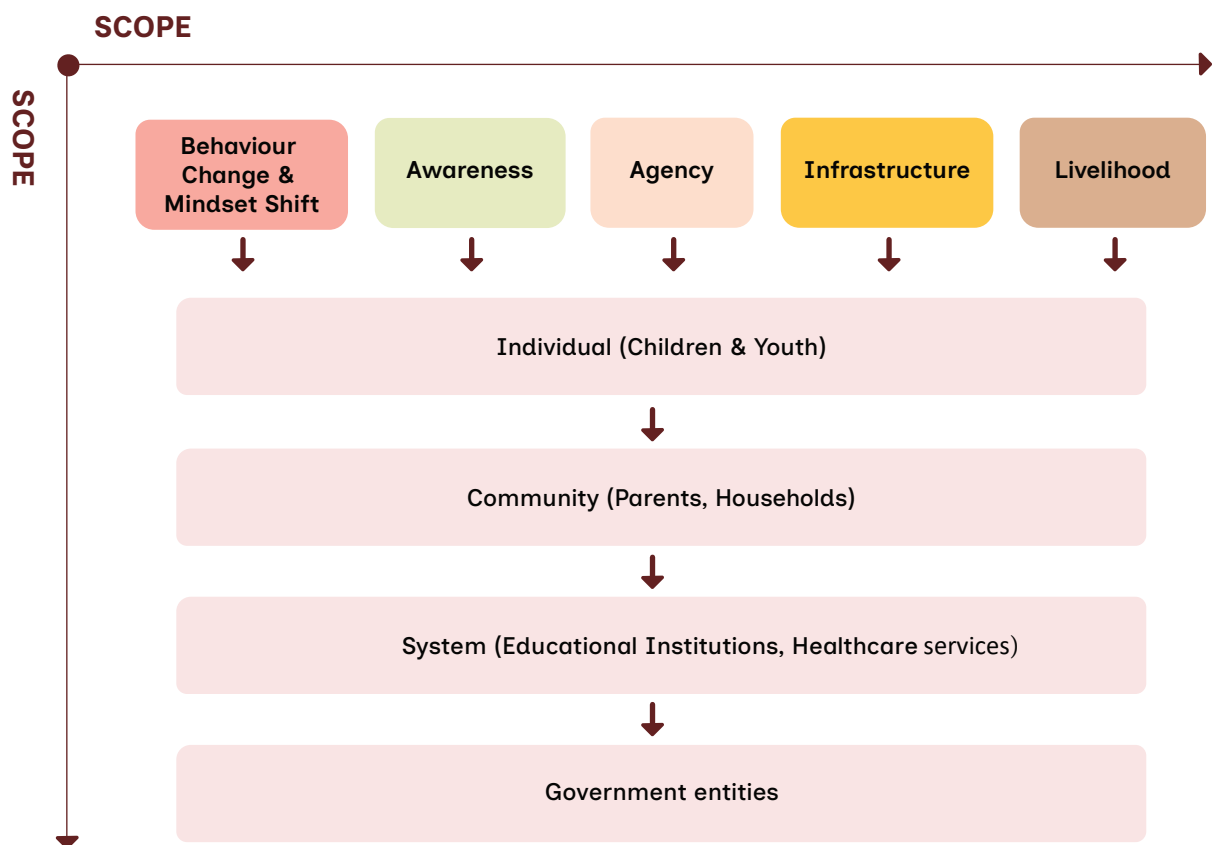 SCOPE
SCOPE
Behaviour
Change &
Mindset Shift
Awareness
Agency
Infrastructure
Livelihood
Individual (Children & Youth)
Community (Parents, Households)
System (Educational Institutions, Healthcare services)
Government entities